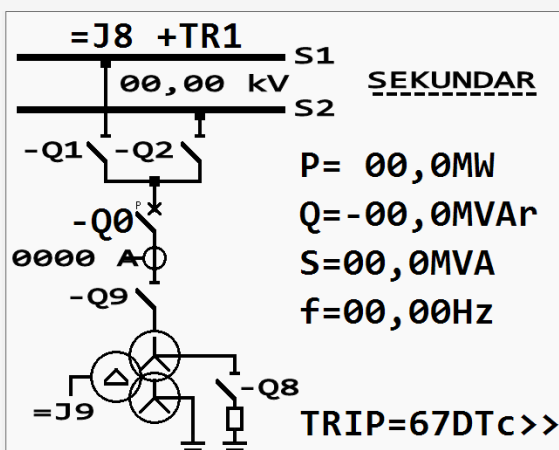 =J8 +TR1
S1
00,00 kV
SEKUNDAR
S2
-Q1
-Q2
P= 00,0MW
P
-Q0
Q=-00,0MVAr
0000 A
S=00,0MVA
-Q9
f=00,00Hz
-Q8
=J9
TRIP=67DTc>>